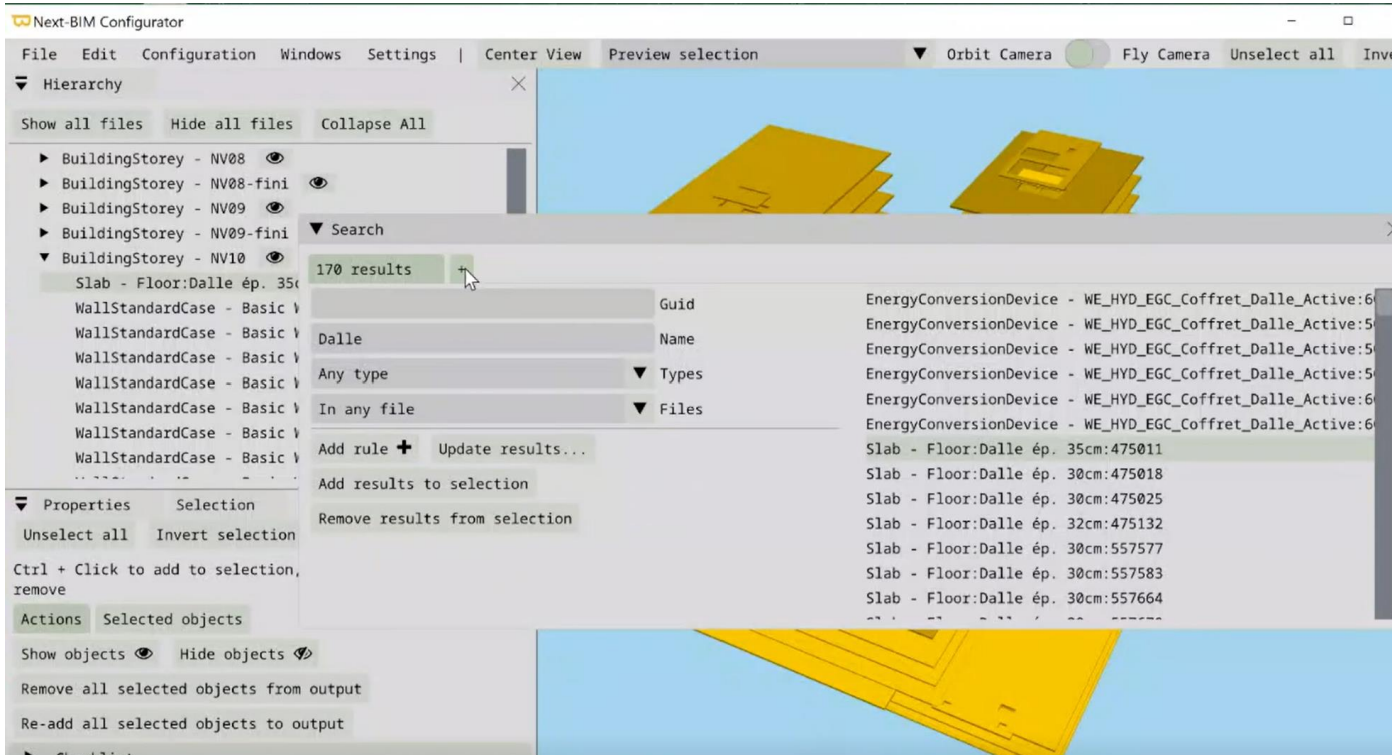 Next-BIM Configurator
File Edit Configuration Windows Settings | Center View Preview selection Orbit Camera Fly Camera Unselect all
Hierarchy
Show all files Hide all files Collapse All
BuildingStorey - NV08
BuildingStorey - NV08-fini
BuildingStorey - NV09
BuildingStorey - NV09-fini
BuildingStorey - NV10
Slab - Floor:Dalle ép.
WallStandardCase - Basic
WallStandardCase - Basic
WallStandardCase - Basic
WallStandardCase - Basic
WallStandardCase - Basic
WallStandardCase - Basic
WallStandardCase - Basic
Search
170 results +
Guid
Dalle Name
Any type Types
In any file Files
Add rule + Update results...
Add results to selection
Remove results from selection
EnergyConversionDevice - WE_HYD_EGC_Coffret_Dalle_Active:
EnergyConversionDevice - WE_HYD_EGC_Coffret_Dalle_Active:
EnergyConversionDevice - WE_HYD_EGC_Coffret_Dalle_Active:
EnergyConversionDevice - WE_HYD_EGC_Coffret_Dalle_Active:
EnergyConversionDevice - WE_HYD_EGC_Coffret_Dalle_Active:
EnergyConversionDevice - WE_HYD_EGC_Coffret_Dalle_Active:
Slab - Floor:Dalle ép. 35cm:475011
Slab - Floor:Dalle ép. 30cm:475018
Slab - Floor:Dalle ép. 30cm:475025
Slab - Floor:Dalle ép. 32cm:475132
Slab - Floor:Dalle ép. 30cm:557577
Slab - Floor:Dalle ép. 30cm:557583
Slab - Floor:Dalle ép. 30cm:557664
Properties Selection
Unselect all Invert selection
Ctrl + Click to add to selection,
remove
Actions Selected objects
Show objects Hide objects
Remove all selected objects from output
Re-add all selected objects to output